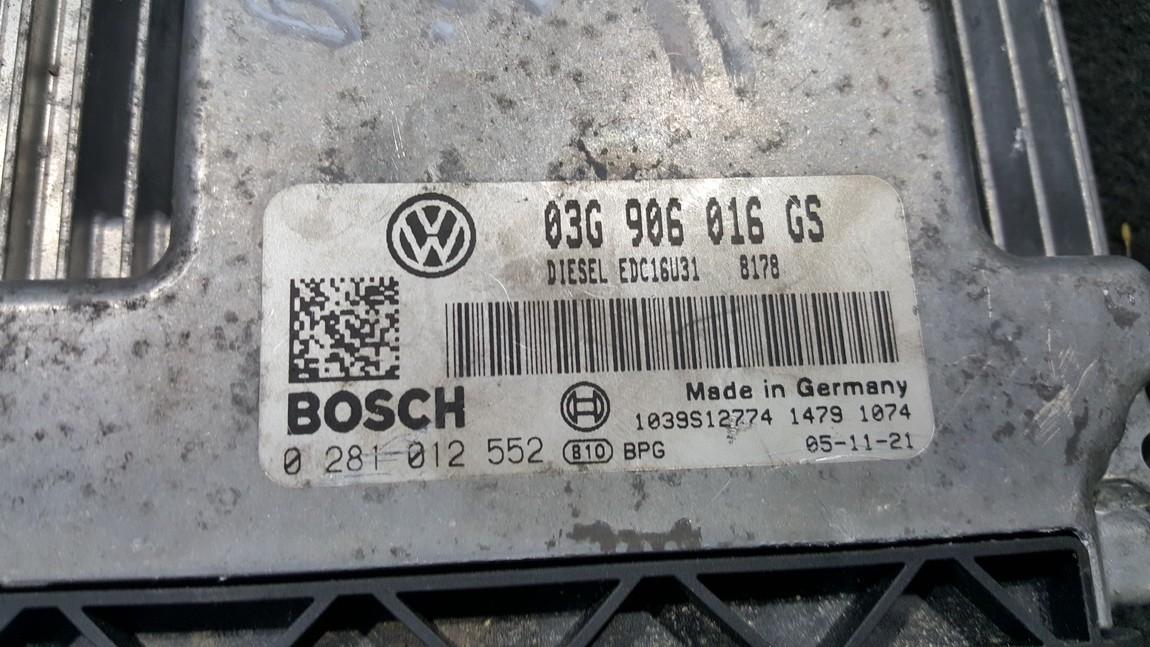 03G 906 016 GS
DIESEL EDC16U31 8178
BOSCH
Made in Germany
1039S12774 1479 1074
0 281 012 552 810 BPG
05-11-21